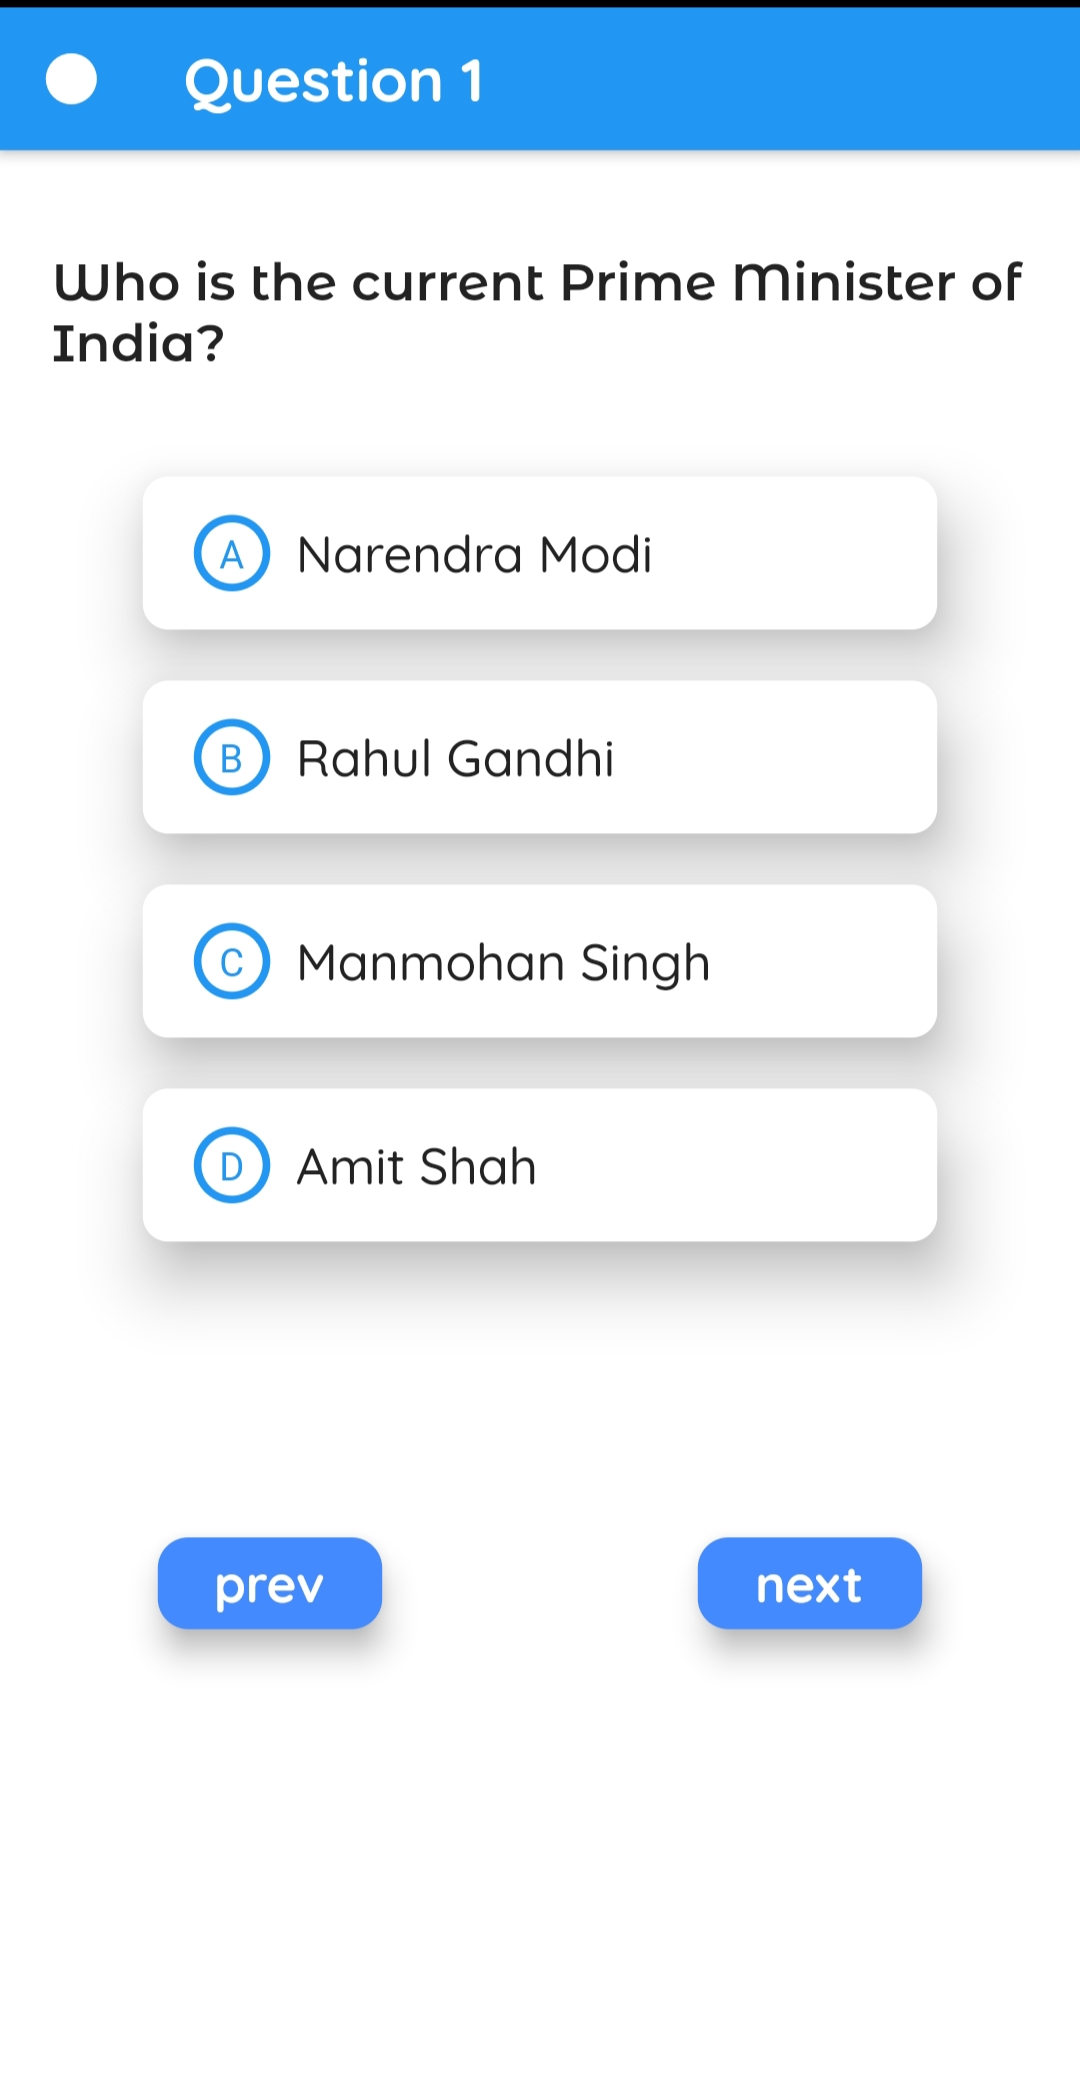 Question 1
Who is the current Prime Minister of
India?
A Narendra Modi
B Rahul Gandhi
C Manmohan Singh
D Amit Shah
prev next